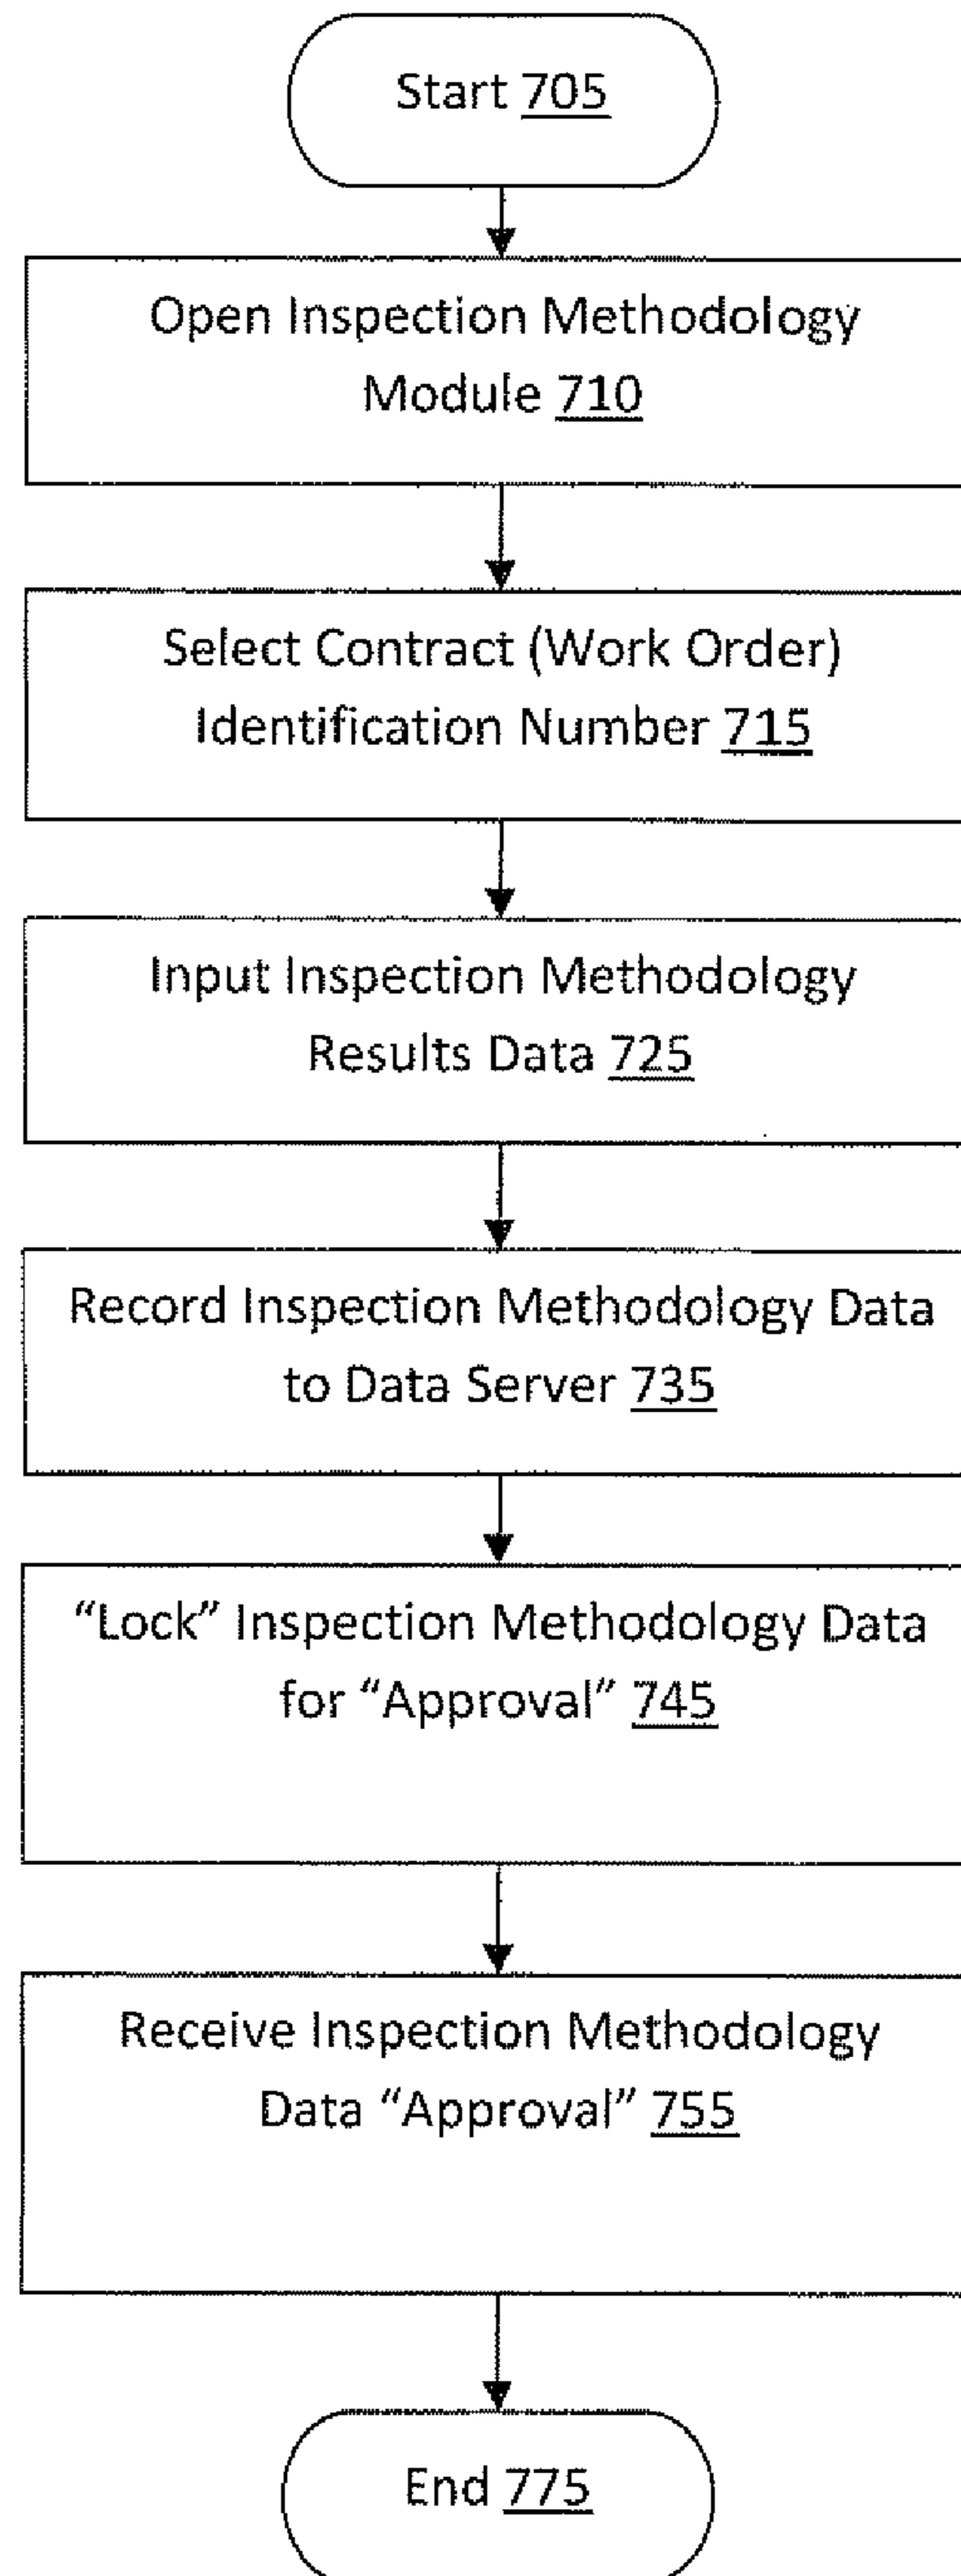 Start 705
Open Inspection Methodology
Module 710
Select Contract (Work Order)
Identification Number 715
Input Inspection Methodology
Results Data 725
Record Inspection Methodology Data
to Data Server 735
“Lock” Inspection Methodology Data
for “Approval” 745
Receive Inspection Methodology
Data “Approval” 755
End 775